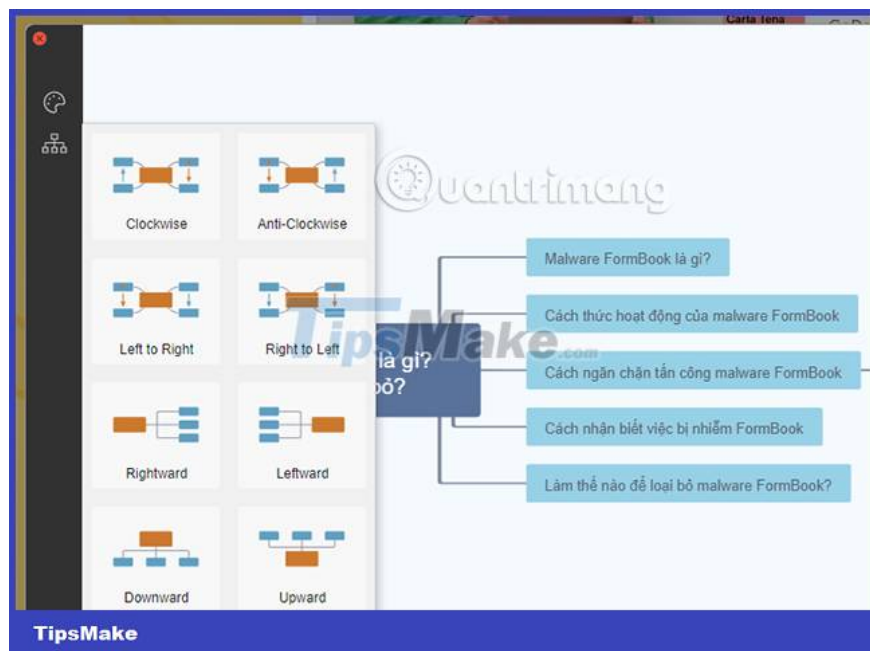 Carla Tena
Quantrimang
Clockwise
Anti-Clockwise
Left to Right
Right to Left
Rightward
Leftward
Downward
Upward
TipsMake.com
là gì?
bỏ?
Malware FormBook là gì?
Cách thức hoạt động của malware FormBook
Cách ngăn chặn tấn công malware FormBook
Cách nhận biết việc bị nhiễm FormBook
Làm thế nào để loại bỏ malware FormBook?
TipsMake